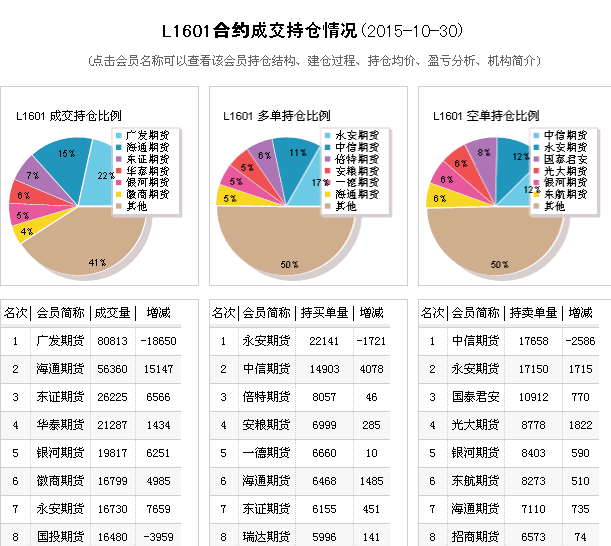 L1601合约成交持仓情况(2015-10-30)
(点击会员名称可以查看该会员持仓结构、建仓过程、持仓均价、盈亏分析、机构简介)
L1601 成交持仓比例
广发期货
海通期货
东证期货
华泰期货
银河期货
徽商期货
其他
22%
15%
7%
6%
5%
4%
41%
L1601 多单持仓比例
永安期货
中信期货
倍特期货
安粮期货
一德期货
海通期货
其他
17%
11%
6%
5%
5%
5%
50%
L1601 空单持仓比例
中信期货
永安期货
国泰君安
光大期货
银河期货
东航期货
其他
12%
12%
8%
6%
6%
6%
50%
名次 会员简称 成交量 增减
1 广发期货 80813 -18650
2 海通期货 56360 15147
3 东证期货 26225 6566
4 华泰期货 21287 1434
5 银河期货 19817 6251
6 徽商期货 16799 4985
7 永安期货 16730 7659
8 国投期货 16480 -3959
名次 会员简称 持买单量 增减
1 永安期货 22141 -1721
2 中信期货 14903 4078
3 倍特期货 8057 46
4 安粮期货 6999 285
5 一德期货 6660 10
6 海通期货 6468 1485
7 东证期货 6155 451
8 瑞达期货 5996 141
名次 会员简称 持卖单量 增减
1 中信期货 17658 -2586
2 永安期货 17150 1715
3 国泰君安 10912 770
4 光大期货 8778 1822
5 银河期货 8403 590
6 东航期货 8273 510
7 海通期货 7110 735
8 招商期货 6573 74